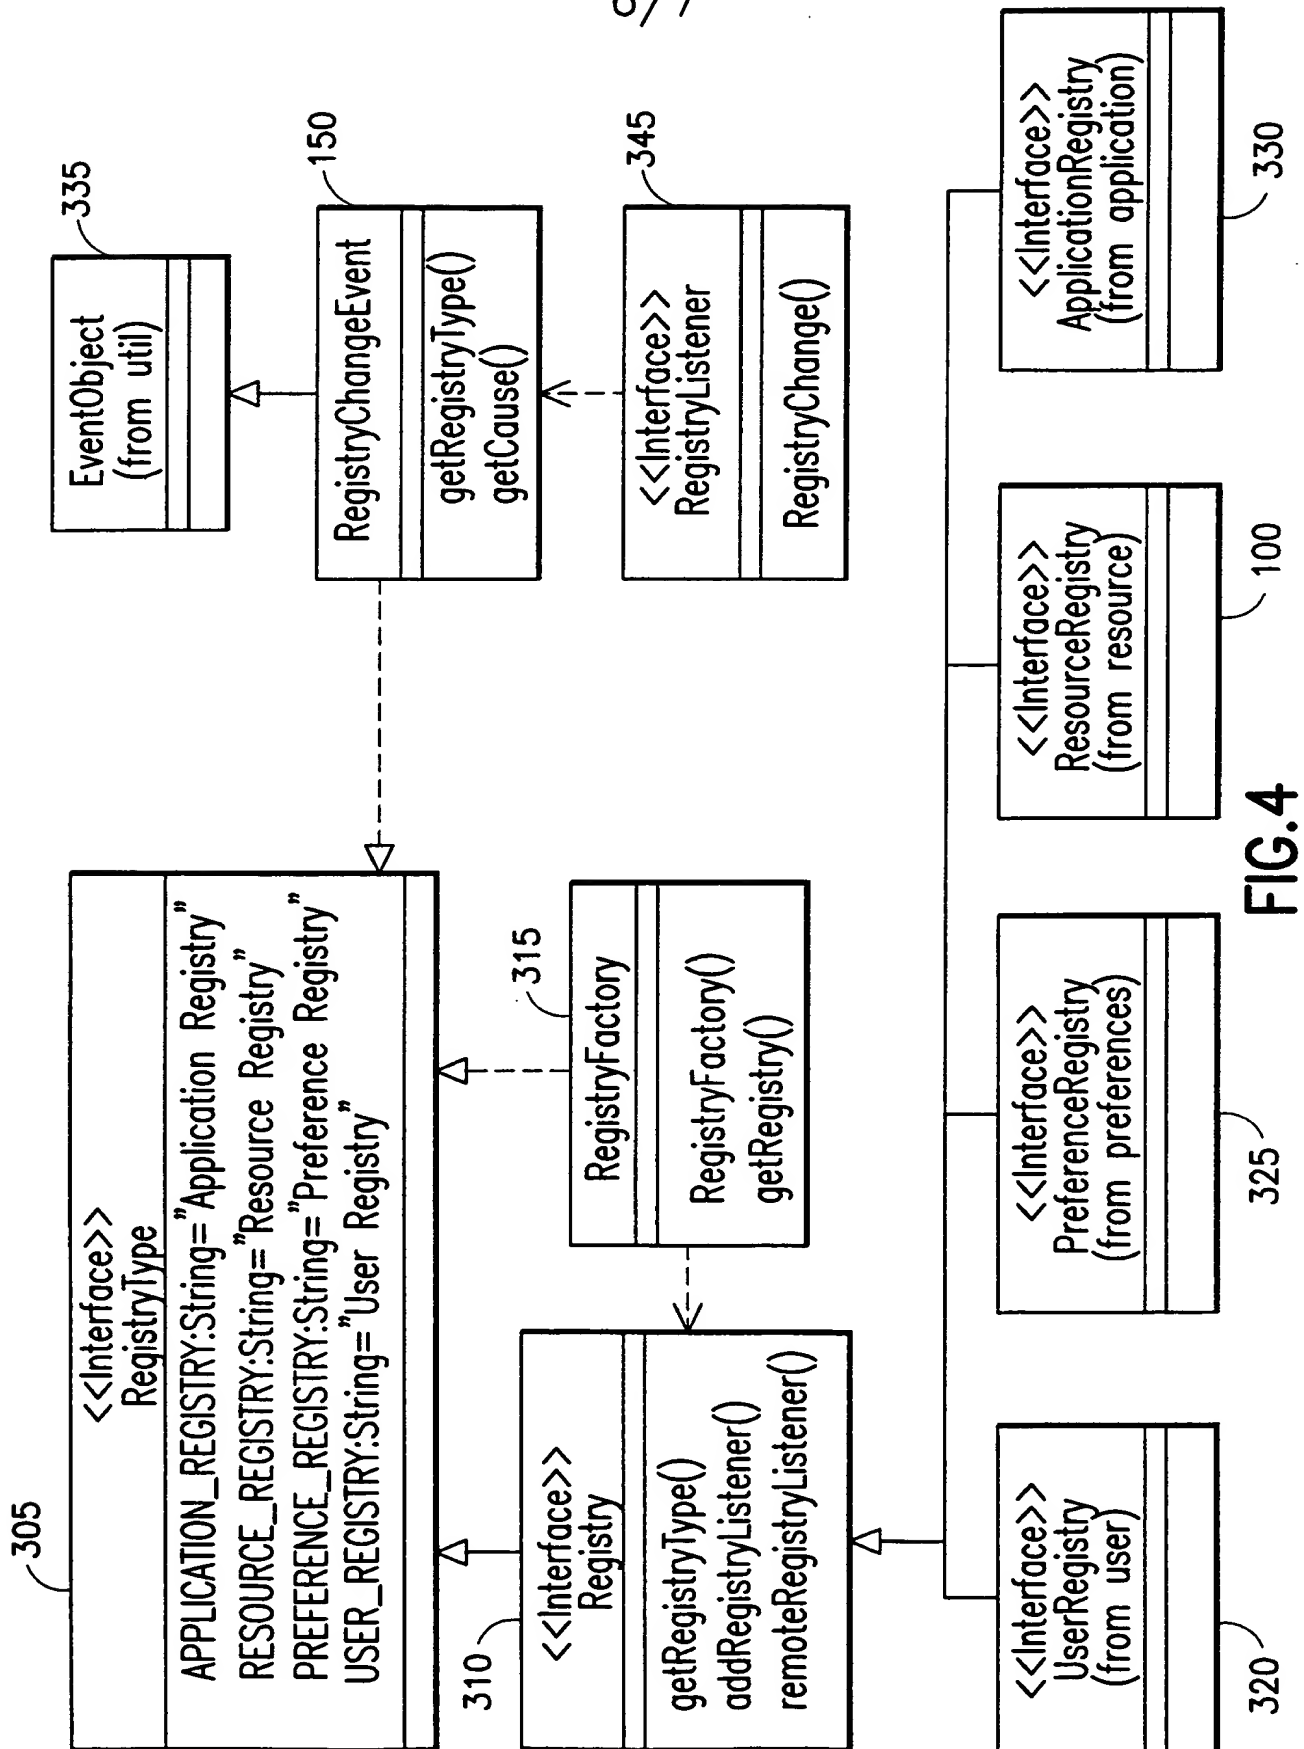 305
<<Interface>>
RegistryType
APPLICATION_REGISTRY:String="Application Registry"
RESOURCE_REGISTRY:String="Resource Registry"
PREFERENCE_REGISTRY:String="Preference Registry"
USER_REGISTRY:String="User Registry"
335
EventObject
(from util)
150
RegistryChangeEvent
getRegistryType()
getCause()
345
<<Interface>>
RegistryListener
RegistryChange()
310
<<Interface>>
Registry
getRegistryType()
addRegistryListener()
remoteRegistryListener()
315
RegistryFactory
RegistryFactory()
getRegistry()
<<Interface>>
UserRegistry
(from user)
320
<<Interface>>
PreferenceRegistry
(from preferences)
325
<<Interface>>
ResourceRegistry
(from resource)
100
<<Interface>>
ApplicationRegistry
(from application)
330
FIG.4